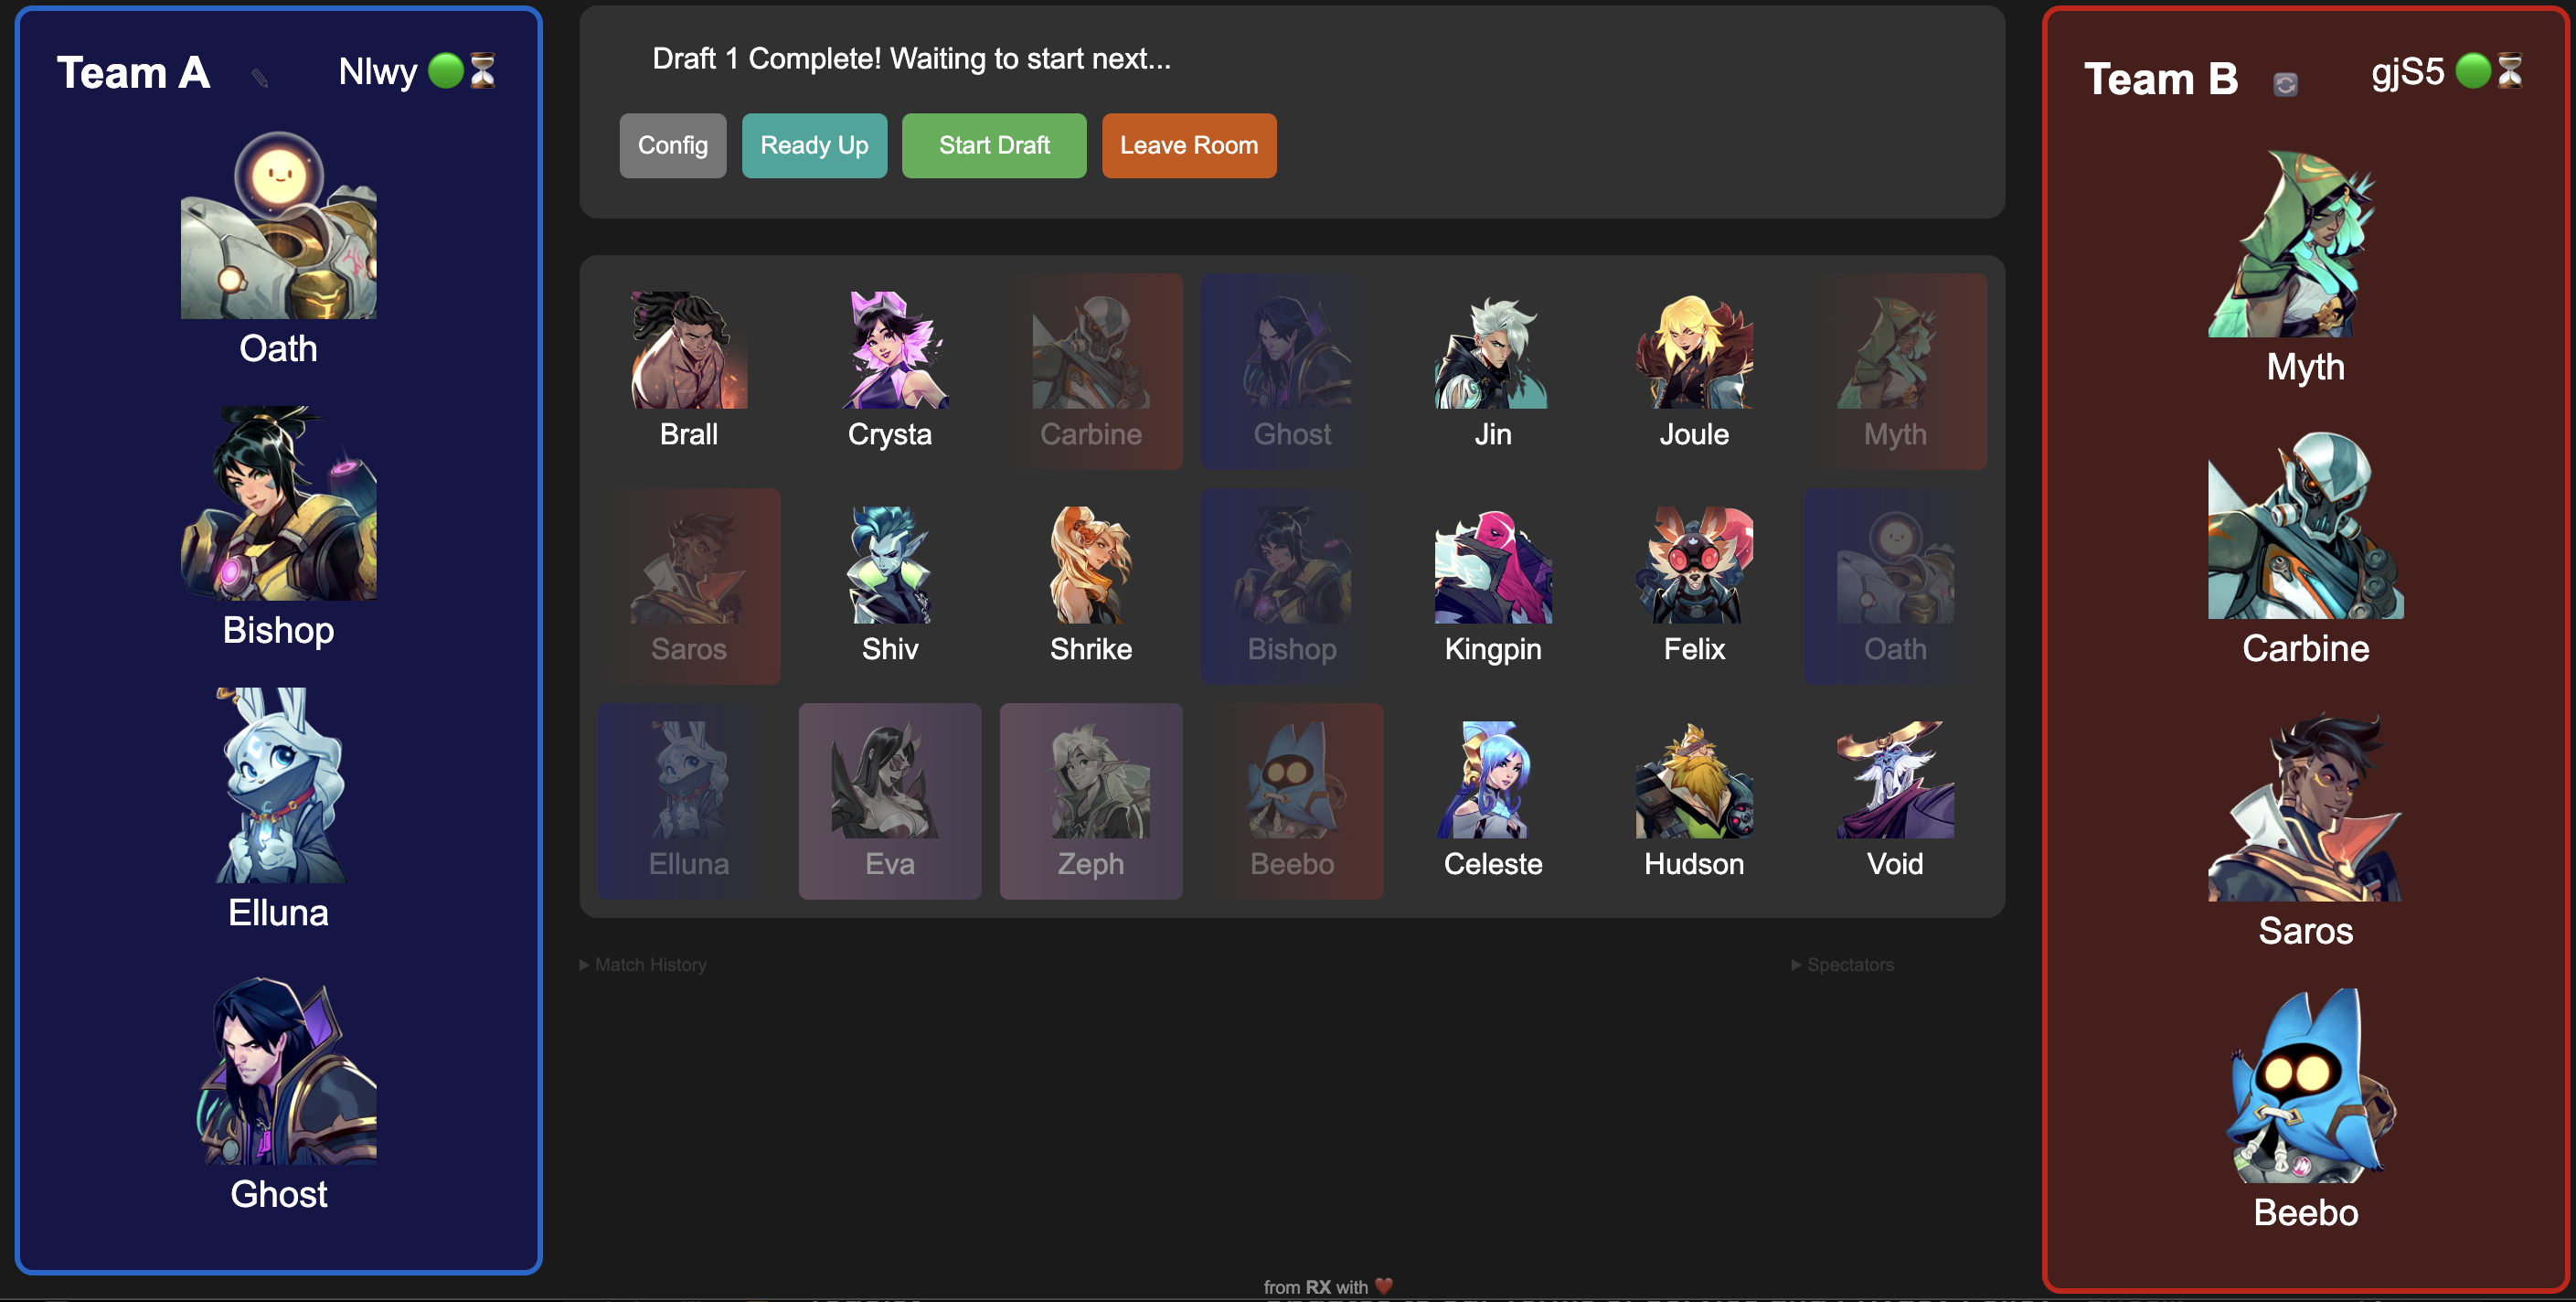 Team A
Nlwy
Oath
Bishop
Elluna
Ghost
Draft 1 Complete! Waiting to start next...
Config
Ready Up
Start Draft
Leave Room
Brall
Crysta
Carbine
Ghost
Jin
Joule
Myth
Saros
Shiv
Shrike
Bishop
Kingpin
Felix
Oath
Elluna
Eva
Zeph
Beebo
Celeste
Hudson
Void
Match History
Spectators
from RX with ❤️
Team B
gjS5
Myth
Carbine
Saros
Beebo